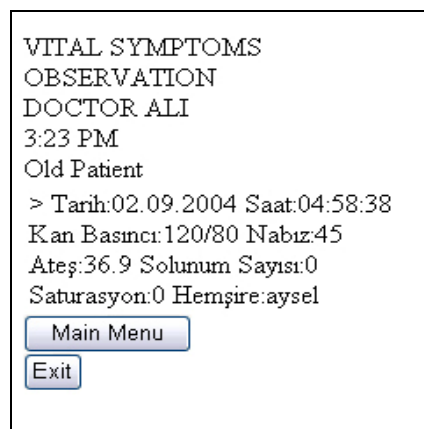 VITAL SYMPTOMS
OBSERVATION
DOCTOR ALI
3:23 PM
Old Patient
> Tarih:02.09.2004 Saat:04:58:38
Kan Basıncı:120/80 Nabız:45
Ateş:36.9 Solunum Sayısı:0
Saturasyon:0 Hemşire:aysel
Main Menu
Exit